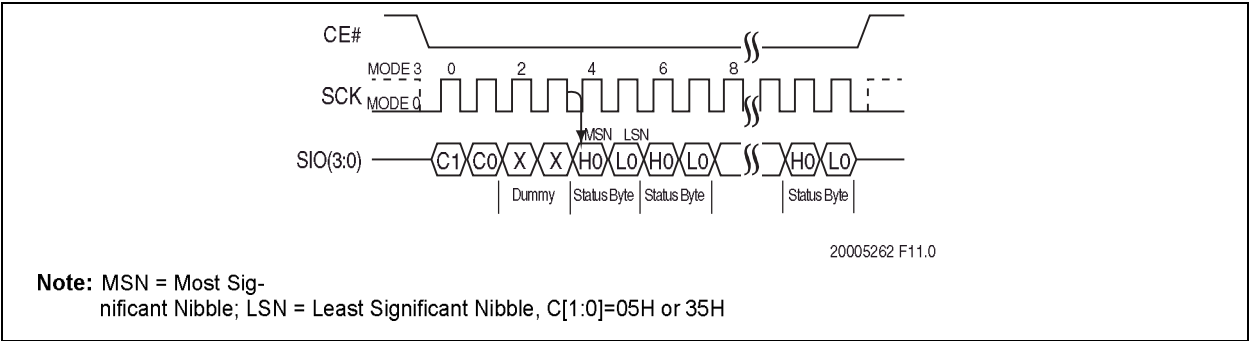 CE#
MODE 3 0 2 4 6 8
SCK
MODE 0
MSN LSN
SIO(3:0) C1 C0 X X H0 L0 H0 L0 H0 L0
Dummy Status Byte Status Byte Status Byte
20005262 F11.0
Note: MSN = Most Sig-
nificant Nibble; LSN = Least Significant Nibble, C[1:0]=05H or 35H